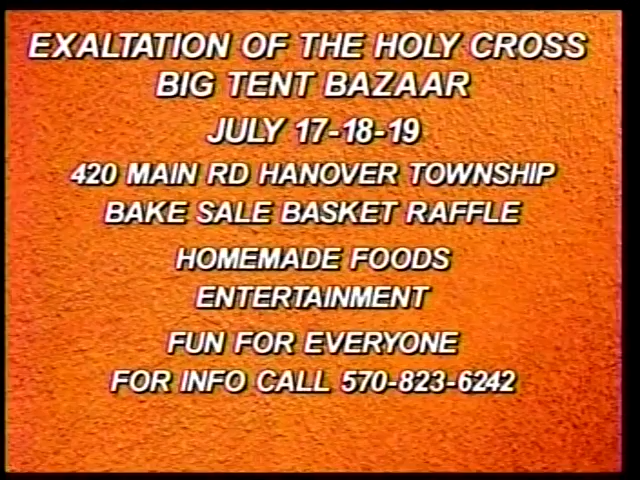 EXALTATION OF THE HOLY CROSS
BIG TENT BAZAAR
JULY 17-18-19
420 MAIN RD HANOVER TOWNSHIP
BAKE SALE BASKET RAFFLE
HOMEMADE FOODS
ENTERTAINMENT
FUN FOR EVERYONE
FOR INFO CALL 570-823-6242